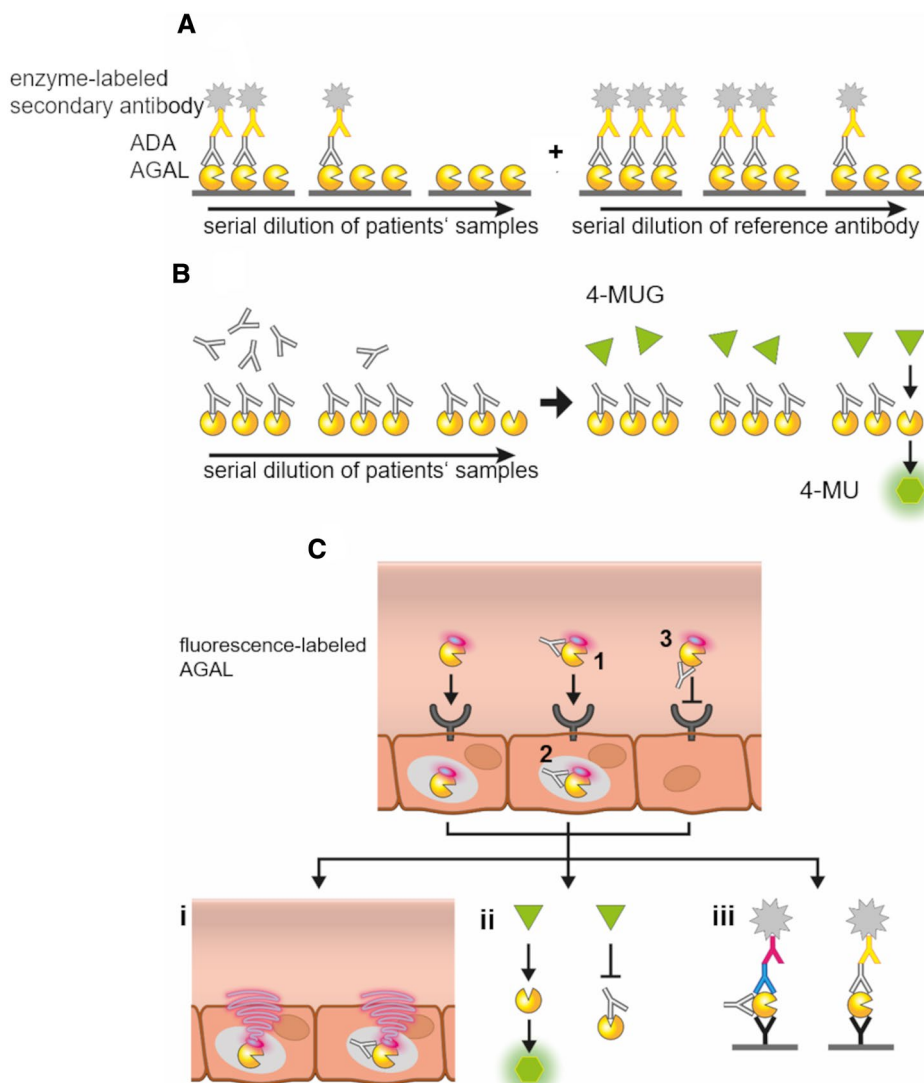 A
enzyme-labeled
secondary antibody
ADA
AGAL
+
serial dilution of patients‘ samples
serial dilution of reference antibody
B
4-MUG
serial dilution of patients‘ samples
4-MU
C
fluorescence-labeled
AGAL
1
3
2
i
ii
iii